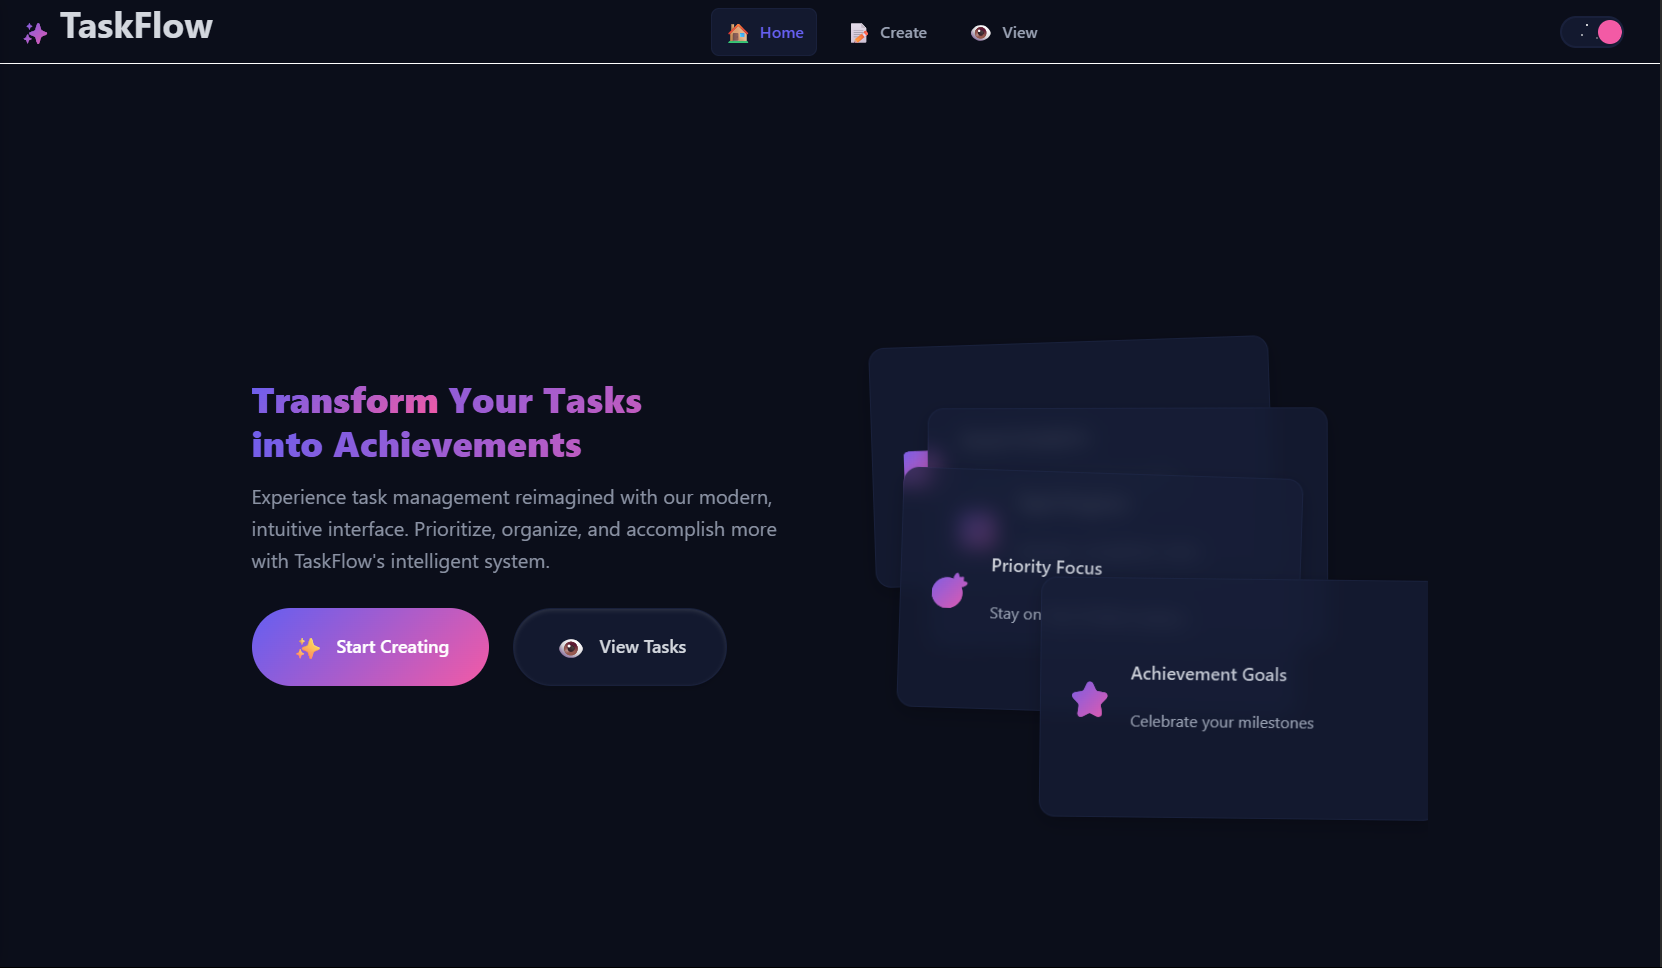 TaskFlow
Home
Create
View
Transform Your Tasks
into Achievements
Experience task management reimagined with our modern,
intuitive interface. Prioritize, organize, and accomplish more
with TaskFlow's intelligent system.
Start Creating
View Tasks
Priority Focus
Stay on
Achievement Goals
Celebrate your milestones